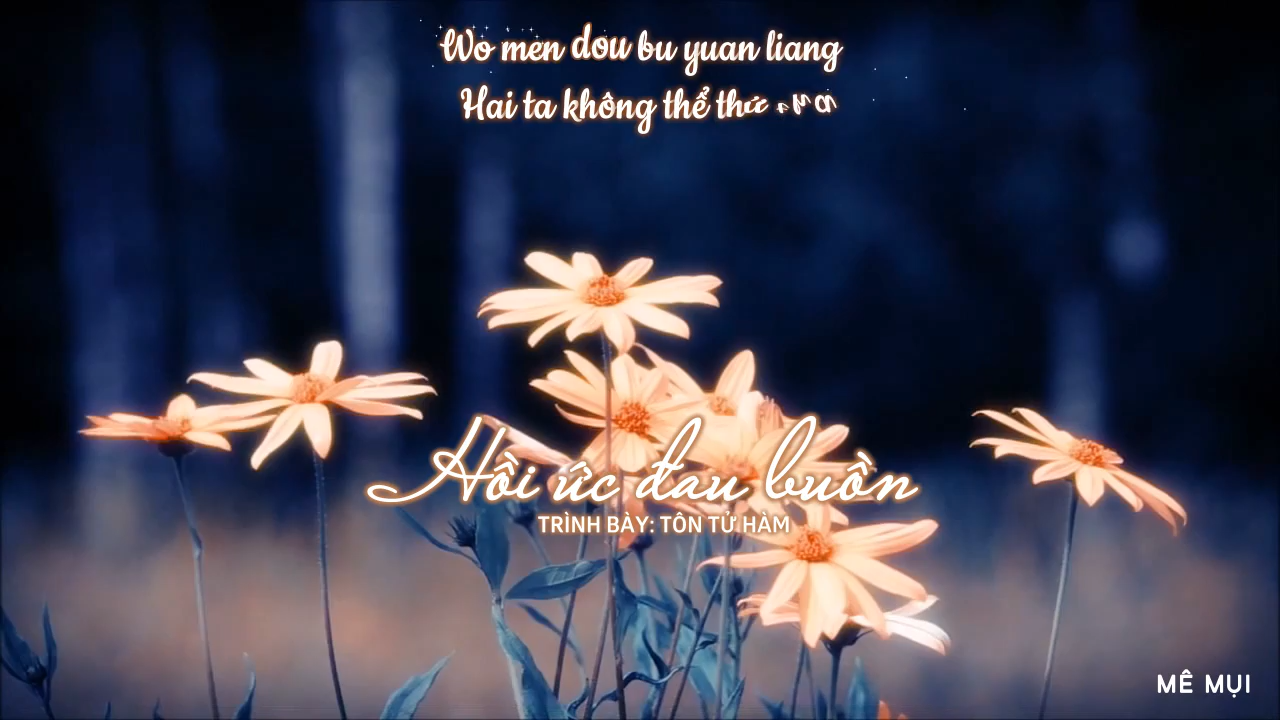 Wo men dou bu yuan liang
Hai ta không thể
Hồi ức đau buồn
TRÌNH BÀY: TÔN TỬ HÀM
MÊ MỤI